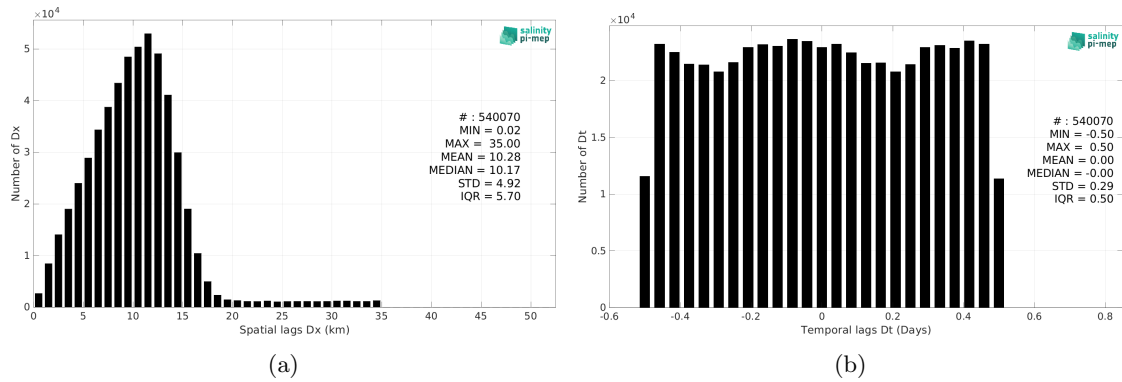 ×10⁴
5
4
3
2
1
0
Number of Dx
salinity
pi-mep
# : 540070
MIN = 0.02
MAX = 35.00
MEAN = 10.28
MEDIAN = 10.17
STD = 4.92
IQR = 5.70
0 5 10 15 20 25 30 35 40 45 50
Spatial lags Dx (km)
(a)
×10⁴
2
1.5
1
0.5
0
Number of Dt
salinity
pi-mep
# : 540070
MIN = -0.50
MAX = 0.50
MEAN = 0.00
MEDIAN = -0.00
STD = 0.29
IQR = 0.50
-0.6 -0.4 -0.2 0 0.2 0.4 0.6 0.8
Temporal lags Dt (Days)
(b)